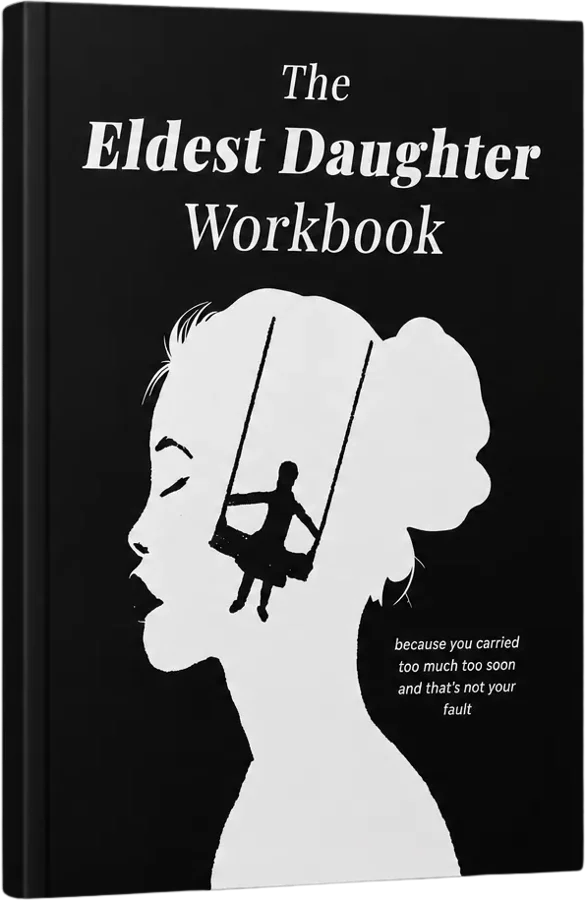 The
Eldest Daughter
Workbook
because you carried
too much too soon
and that's not your
fault